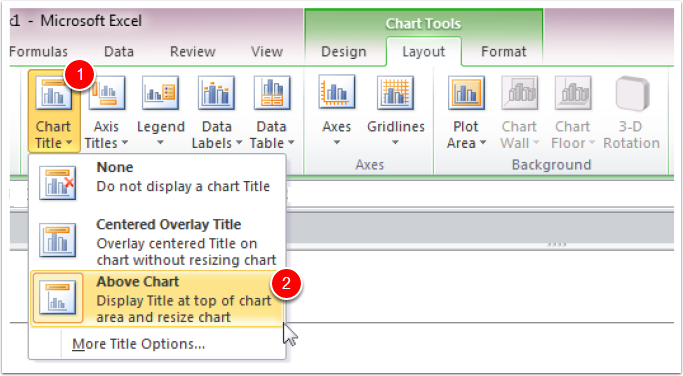 k1 - Microsoft Excel
Chart Tools
Formulas Data Review View Design Layout Format
1
Chart Title Axis Titles Legend Data Labels Data Table Axes Gridlines Plot Area Chart Wall Chart Floor 3-D Rotation
Axes Background
None
Do not display a chart Title
Centered Overlay Title
Overlay centered Title on
chart without resizing chart
Above Chart
2
Display Title at top of chart
area and resize chart
More Title Options...